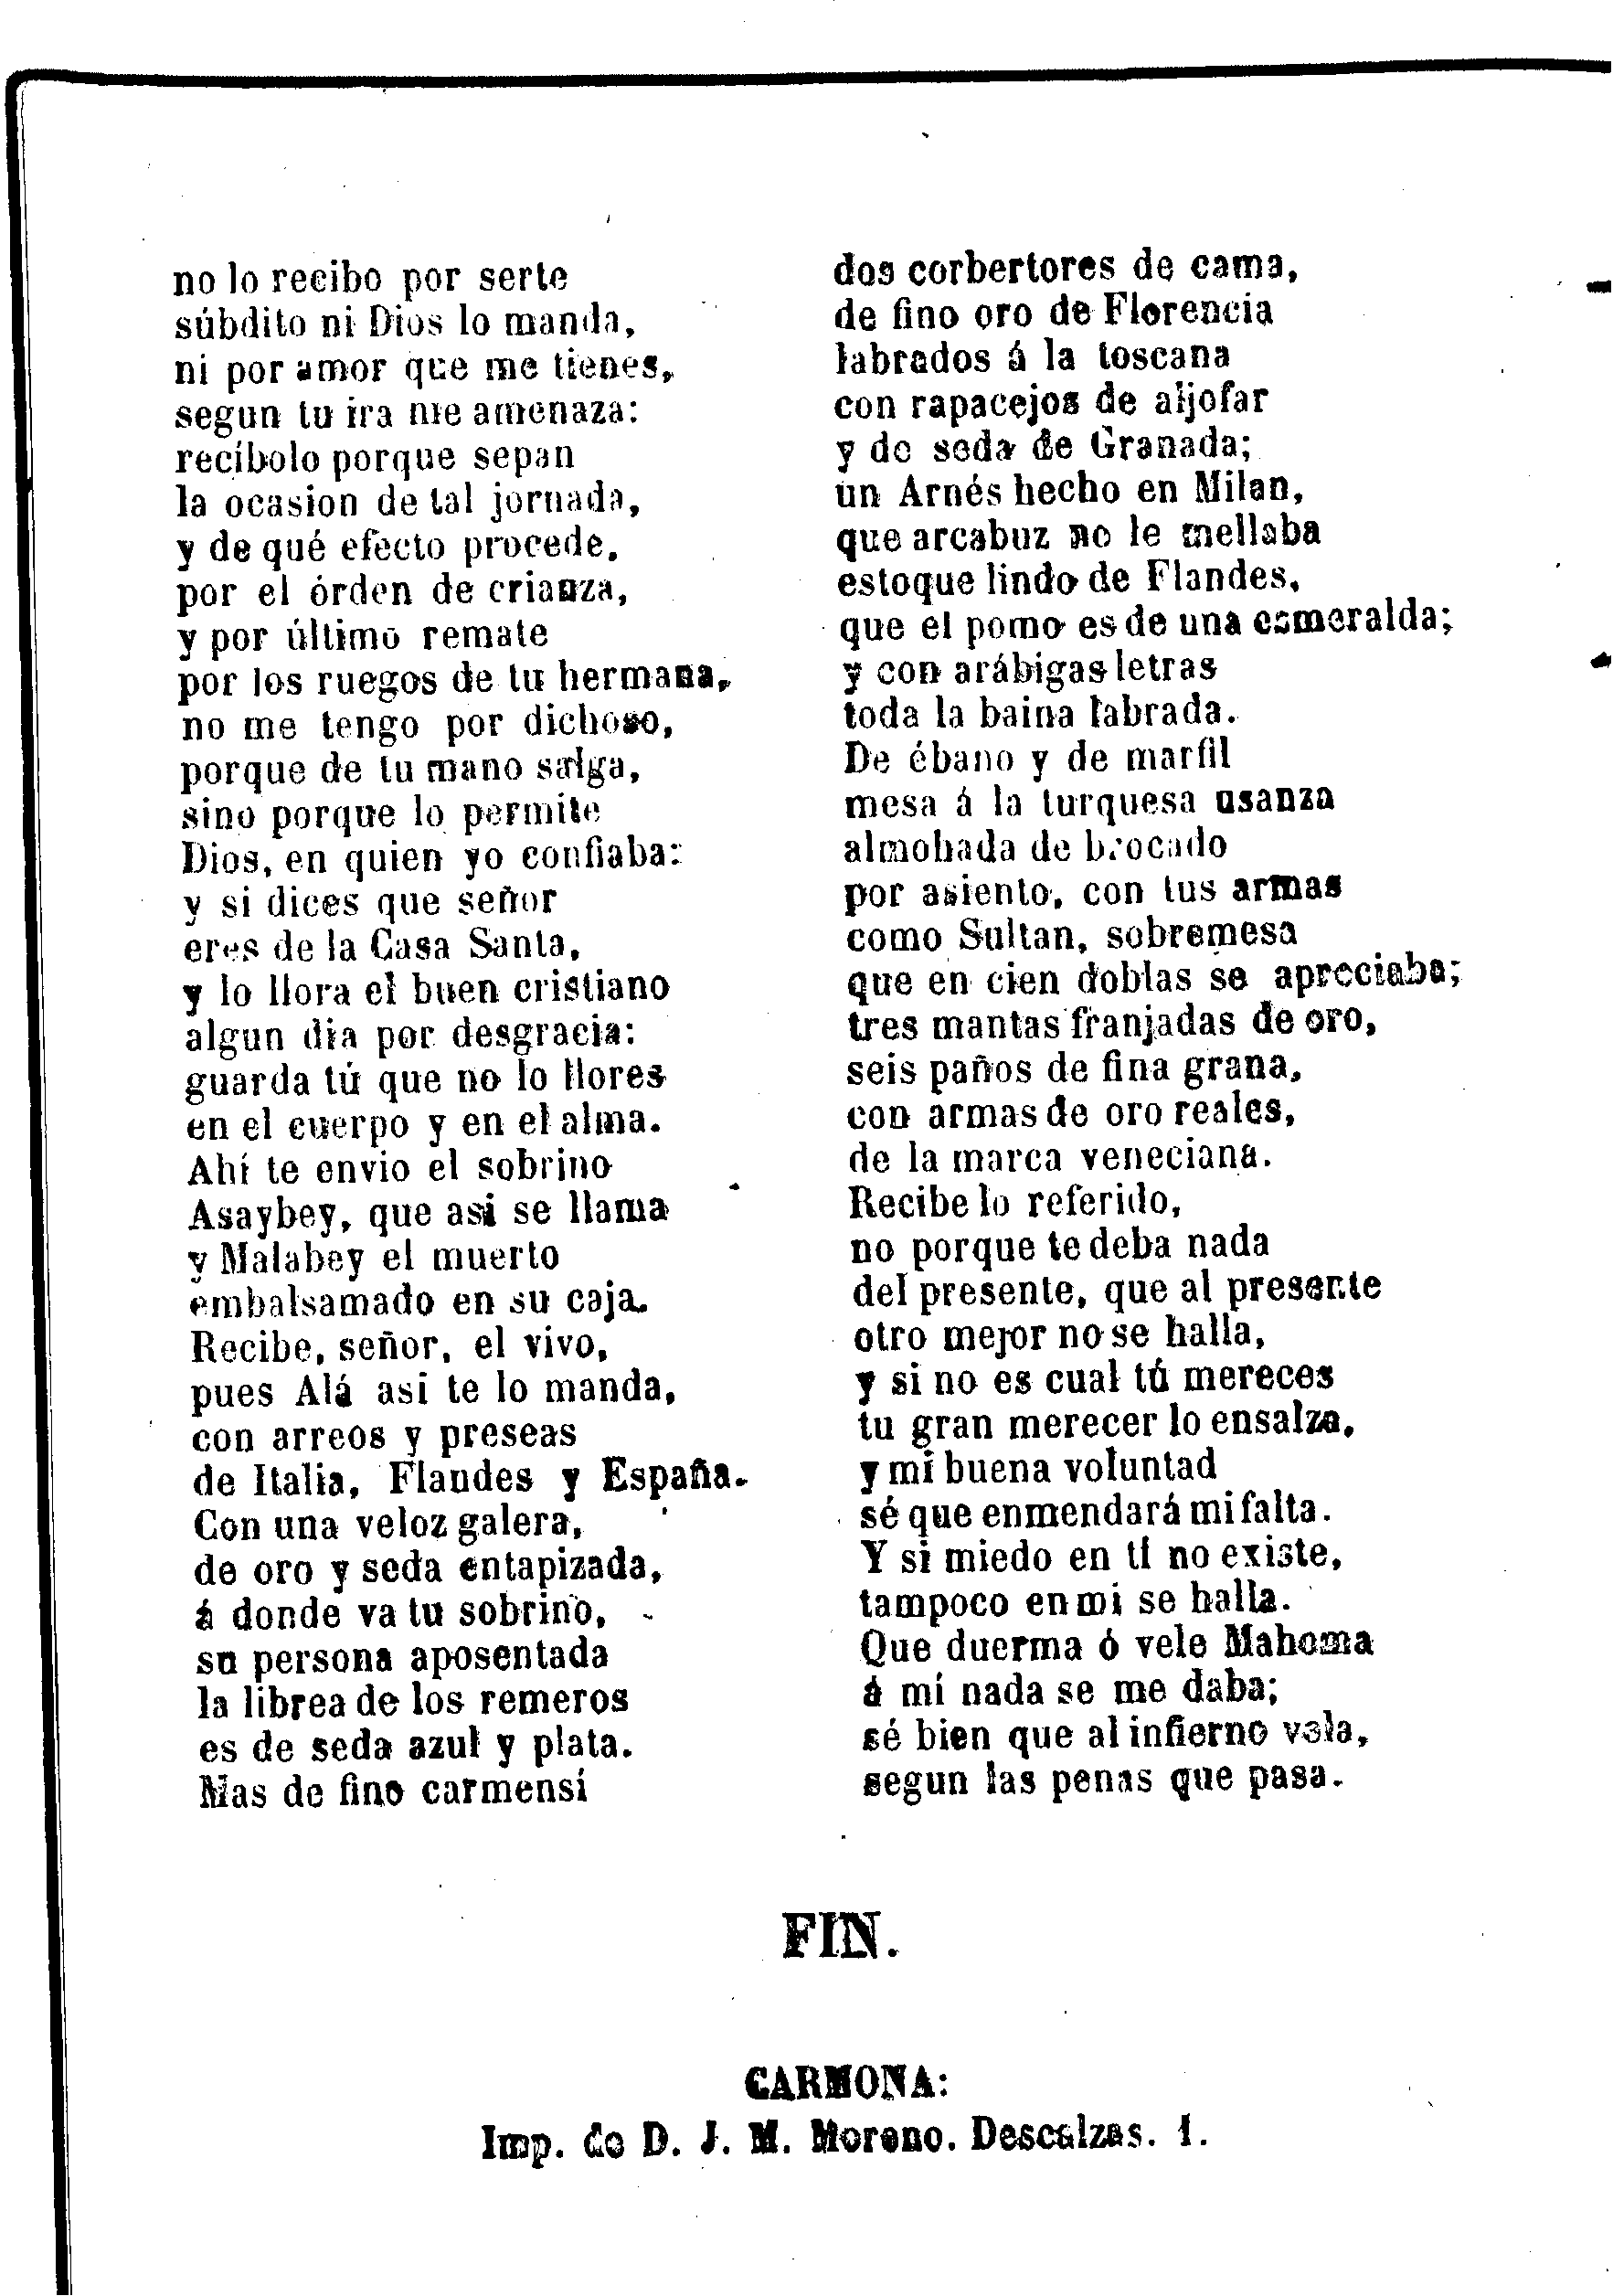 no lo recibo por serte
súbdito ni Dios lo manda,
ni por amor que me tienes,
segun tu ira me amenaza:
recíbolo porque sepan
la ocasion de tal jornada,
y de qué efecto procede,
por el órden de crianza,
y por último remate
por los ruegos de tu hermana,
no me tengo por dichoso,
porque de tu mano salga,
sino porque lo permite
Dios, en quien yo confiaba:
y si dices que señor
eres de la Casa Santa,
y lo llora el buen cristiano
algun dia por desgracia:
guarda tú que no lo llores
en el cuerpo y en el alma.
Ahí te envio el sobrino
Asaybey, que asi se llama
y Malabey el muerto
embalsamado en su caja.
Recibe, señor, el vivo,
pues Alá asi te lo manda,
con arreos y preseas
de Italia, Flandes y España.
Con una veloz galera,
de oro y seda entapizada,
á donde va tu sobrino,
su persona aposentada
la librea de los remeros
es de seda azul y plata.
Mas de fino carmensí
dos corbertores de cama,
de fino oro de Florencia
labrados á la toscana
con rapacejos de aljofar
y de seda de Granada;
un Arnés hecho en Milan,
que arcabuz no le mellaba
estoque lindo de Flandes,
que el pomo es de una esmeralda;
y con arábigas letras
toda la baina labrada.
De ébano y de marfil
mesa á la turquesa usanza
almohada de brocado
por asiento, con tus armas
como Sultan, sobremesa
que en cien doblas se apreciaba;
tres mantas franjadas de oro,
seis paños de fina grana,
con armas de oro reales,
de la marca veneciana.
Recibe lo referido,
no porque te deba nada
del presente, que al presente
otro mejor no se halla,
y si no es cual tú mereces
tu gran merecer lo ensalza,
y mi buena voluntad
sé que enmendará mi falta.
Y si miedo en tí no existe,
tampoco en mi se halla.
Que duerma ó vele Mahoma
á mí nada se me daba;
sé bien que al infierno vela,
segun las penas que pasa.
FIN.
CARMONA:
Imp. de D. J. M. Moreno. Descalzas. 1.